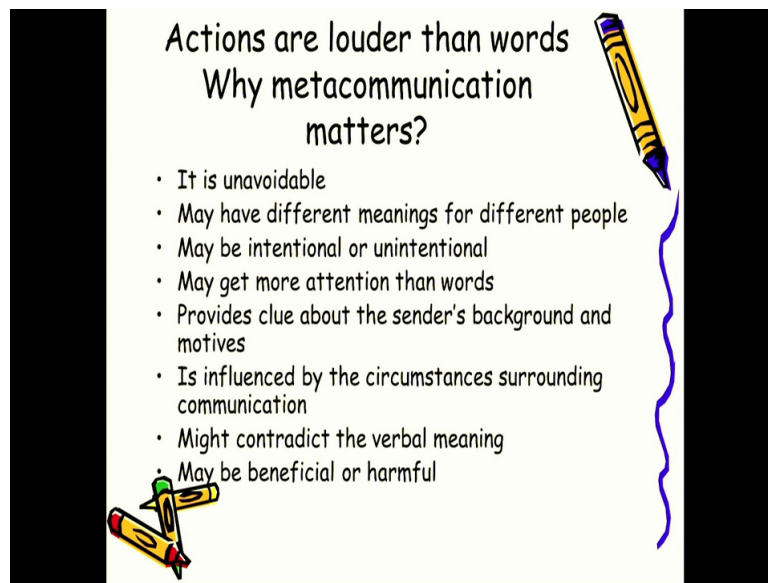 Actions are louder than words
Why metacommunication
matters?
• It is unavoidable
• May have different meanings for different people
• May be intentional or unintentional
• May get more attention than words
• Provides clue about the sender's background and
motives
• Is influenced by the circumstances surrounding
communication
• Might contradict the verbal meaning
• May be beneficial or harmful